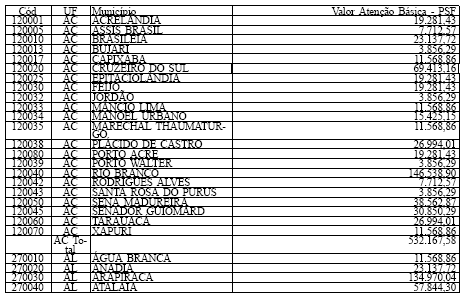 Cód UF Município Valor Atenção Básica - PSF
120001 AC ACRELÂNDIA 19.281,43
120005 AC ASSIS BRASIL 7.712,57
120010 AC BRASILÉIA 23.137,72
120013 AC BUJARI 3.856,29
120017 AC CAPIXABA 11.568,86
120020 AC CRUZEIRO DO SUL 69.413,16
120025 AC EPITACIOLÂNDIA 19.281,43
120030 AC FEIJÓ 19.281,43
120032 AC JORDÃO 3.856,29
120033 AC MÂNCIO LIMA 11.568,86
120034 AC MANOEL URBANO 15.425,15
120035 AC MARECHAL THAUMATUR- 11.568,86
GO
120038 AC PLÁCIDO DE CASTRO 26.994,01
120080 AC PORTO ACRE 19.281,43
120039 AC PORTO WALTER 3.856,29
120040 AC RIO BRANCO 146.538,90
120042 AC RODRIGUES ALVES 7.712,57
120043 AC SANTA ROSA DO PURUS 3.856,29
120050 AC SENA MADUREIRA 38.562,87
120045 AC SENADOR GUIOMARD 30.850,29
120060 AC TARAUACÁ 26.994,01
120070 AC XAPURI 11.568,86
AC To- 532.167,38
tal
270010 AL ÁGUA BRANCA 11.568,86
270020 AL ANADIA 23.137,72
270030 AL ARAPIRACA 134.970,04
270040 AL ATALAIA 57.844,30